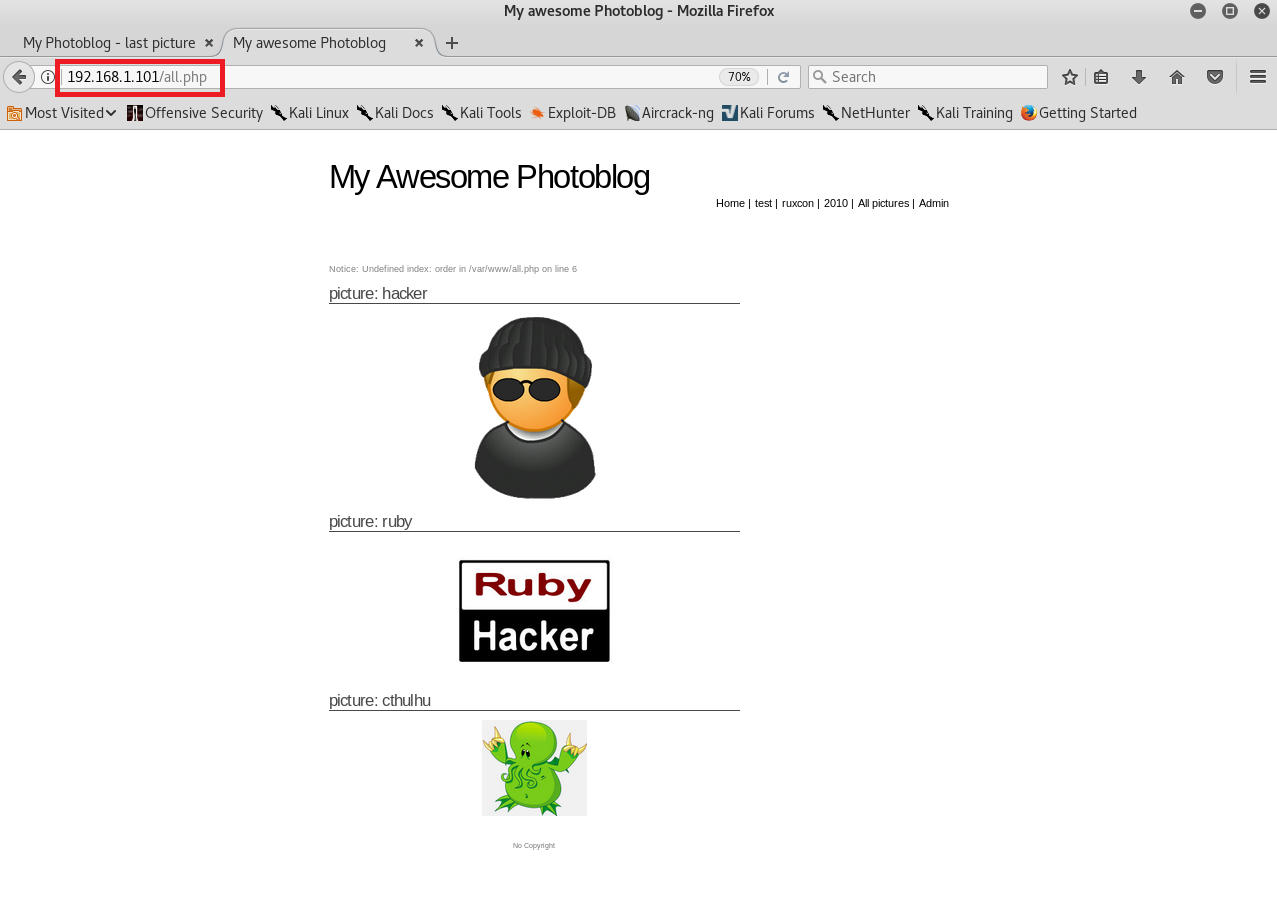 My awesome Photoblog - Mozilla Firefox
My Photoblog - last picture
My awesome Photoblog
192.168.1.101/all.php
70%
Search
Most Visited
Offensive Security
Kali Linux
Kali Docs
Kali Tools
Exploit-DB
Aircrack-ng
Kali Forums
NetHunter
Kali Training
Getting Started
My Awesome Photoblog
Home | test | ruxcon | 2010 | All pictures | Admin
Notice: Undefined index: order in /var/www/all.php on line 6
picture: hacker
picture: ruby
Ruby
Hacker
picture: cthulhu
No Copyright